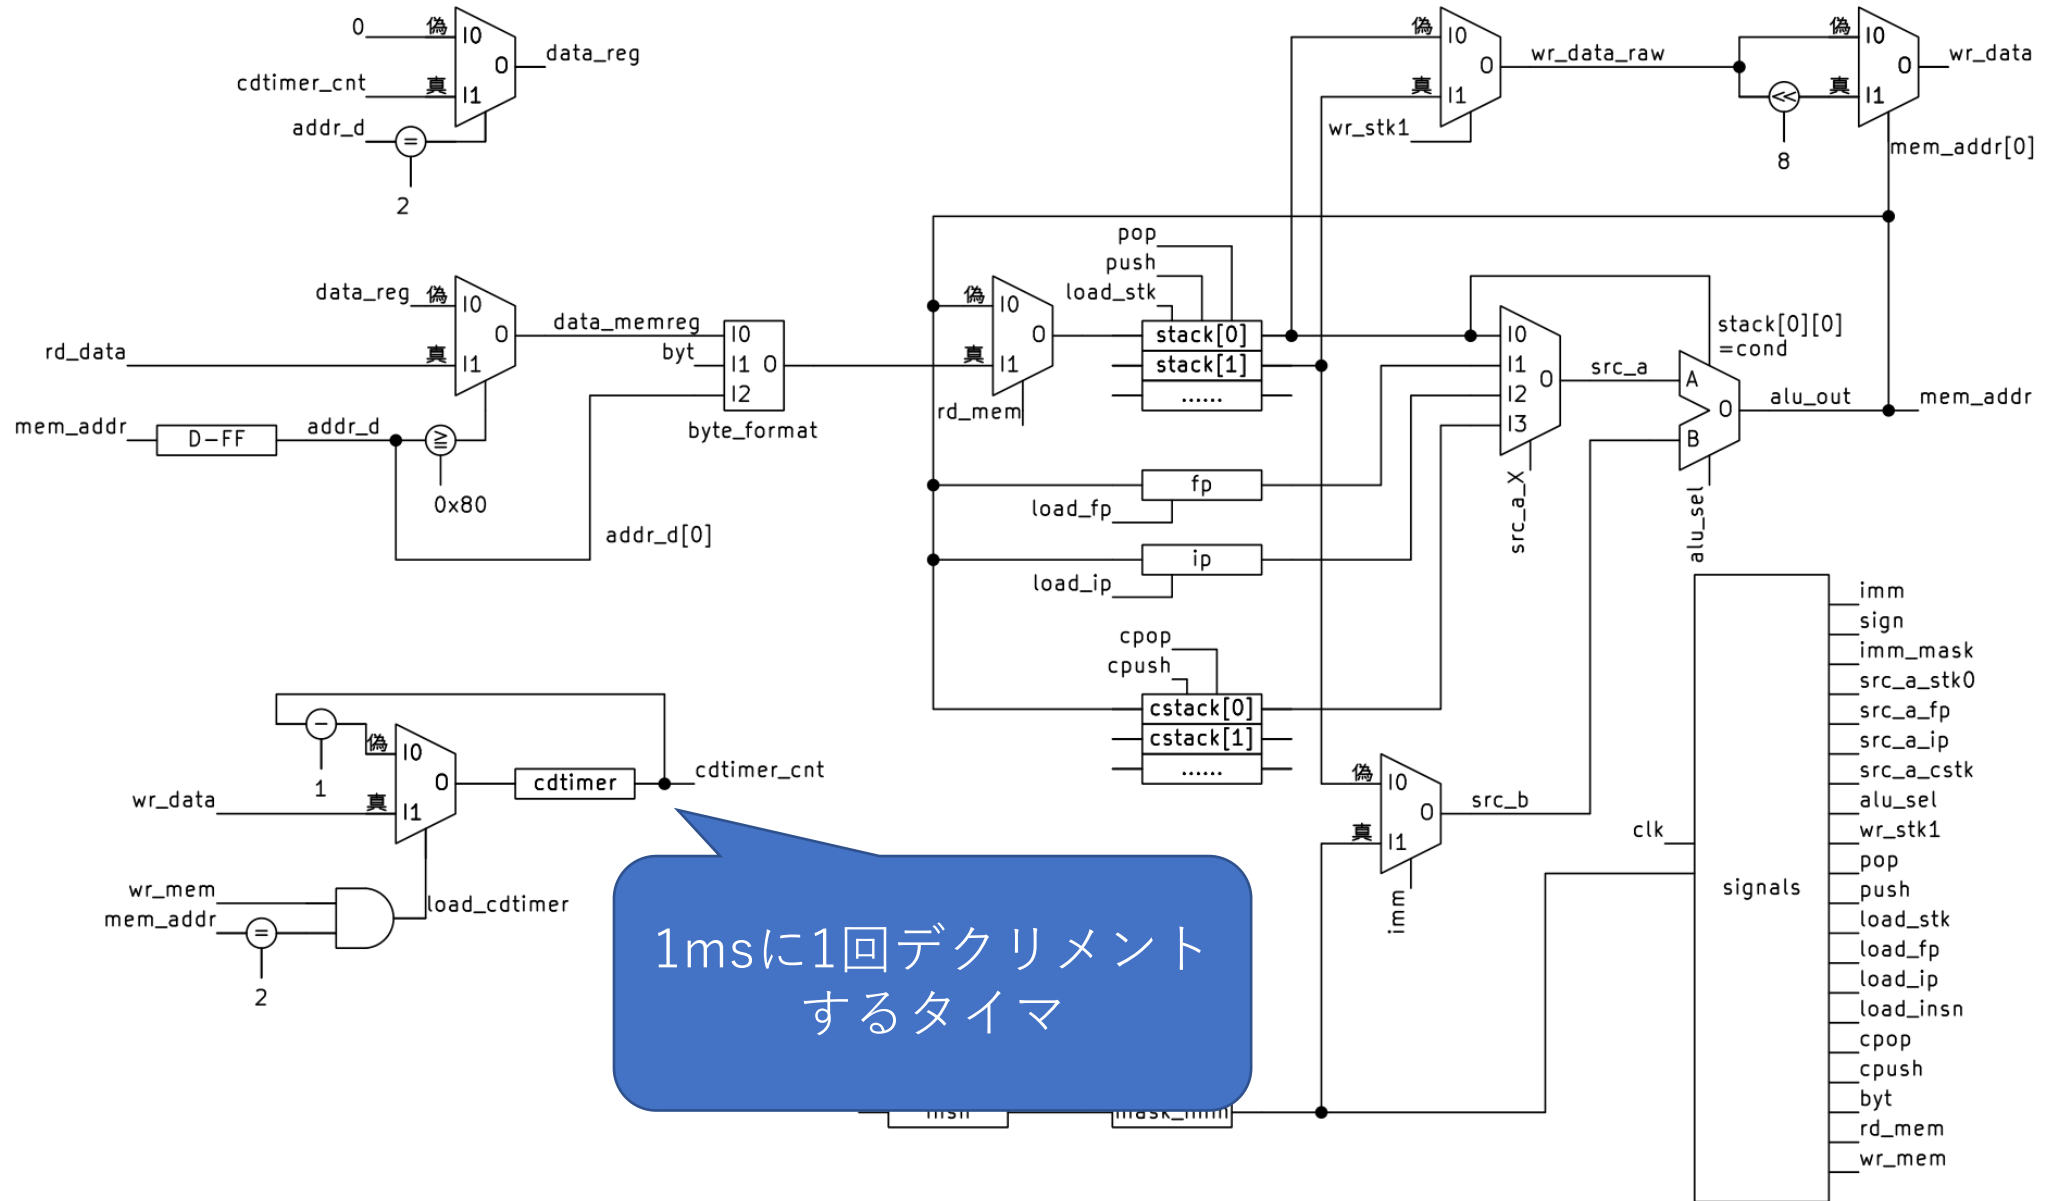 0
偽
I0
O
data_reg
cdtimer_cnt
真
I1
addr_d
=
2
偽
I0
O
wr_data_raw
真
I1
wr_stk1
偽
I0
O
wr_data
<<
真
I1
8
mem_addr[0]
data_reg
偽
I0
O
data_memreg
rd_data
真
I1
mem_addr
D-FF
addr_d
≧
0x80
addr_d[0]
I0
byt
I1
O
I2
byte_format
偽
I0
O
真
I1
rd_mem
pop
push
load_stk
stack[0]
stack[1]
......
fp
load_fp
ip
load_ip
cpop
cpush
cstack[0]
cstack[1]
......
I0
I1
I2
I3
O
src_a
src_a_X
stack[0][0]
=cond
A
B
O
alu_out
mem_addr
alu_sel
−
1
偽
I0
O
cdtimer
cdtimer_cnt
wr_data
真
I1
wr_mem
mem_addr
=
2
load_cdtimer
1msに1回デクリメント
するタイマ
偽
I0
O
src_b
真
I1
imm
insn
mask_imm
clk
signals
imm
sign
imm_mask
src_a_stk0
src_a_fp
src_a_ip
src_a_cstk
alu_sel
wr_stk1
pop
push
load_stk
load_fp
load_ip
load_insn
cpop
cpush
byt
rd_mem
wr_mem